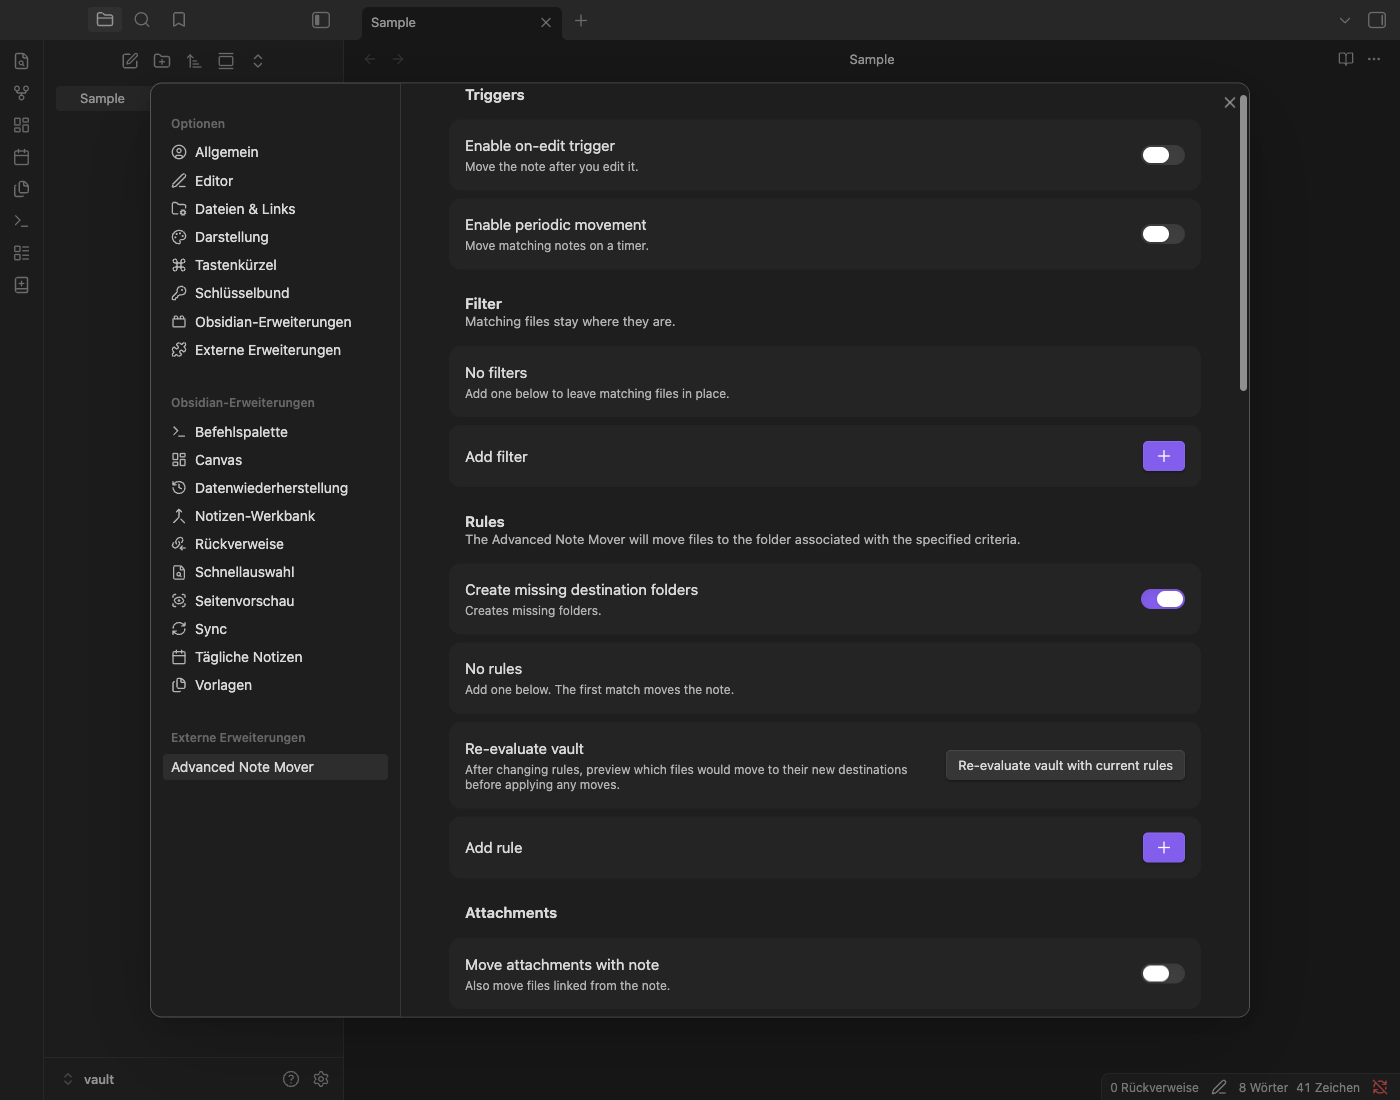 Sample
Sample
Sample
Optionen
Allgemein
Editor
Dateien & Links
Darstellung
Tastenkürzel
Schlüsselbund
Obsidian-Erweiterungen
Externe Erweiterungen
Obsidian-Erweiterungen
Befehlspalette
Canvas
Datenwiederherstellung
Notizen-Werkbank
Rückverweise
Schnellauswahl
Seitenvorschau
Sync
Tägliche Notizen
Vorlagen
Externe Erweiterungen
Advanced Note Mover
Triggers
Enable on-edit trigger
Move the note after you edit it.
Enable periodic movement
Move matching notes on a timer.
Filter
Matching files stay where they are.
No filters
Add one below to leave matching files in place.
Add filter
Rules
The Advanced Note Mover will move files to the folder associated with the specified criteria.
Create missing destination folders
Creates missing folders.
No rules
Add one below. The first match moves the note.
Re-evaluate vault
After changing rules, preview which files would move to their new destinations
before applying any moves.
Re-evaluate vault with current rules
Add rule
Attachments
Move attachments with note
Also move files linked from the note.
vault
0 Rückverweise
8 Wörter
41 Zeichen